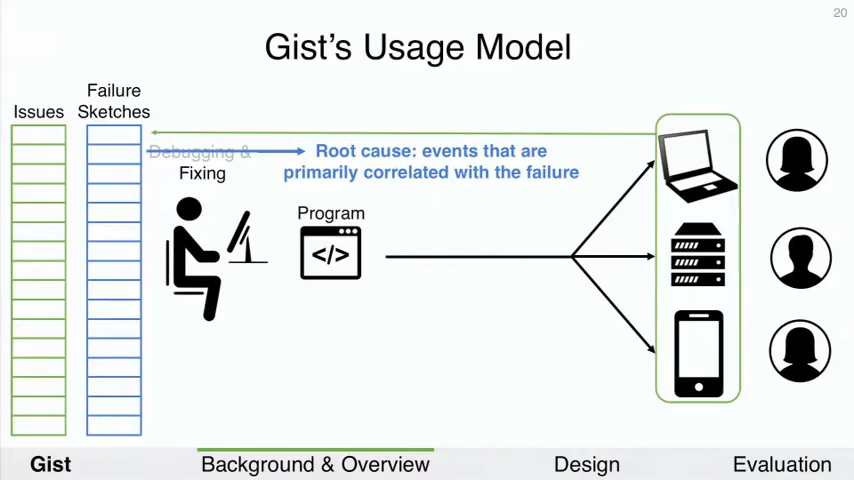 20
Gist's Usage Model
Failure
Issues Sketches
Debugging &
Fixing
Root cause: events that are
primarily correlated with the failure
Program
</>
Gist
Background & Overview
Design
Evaluation